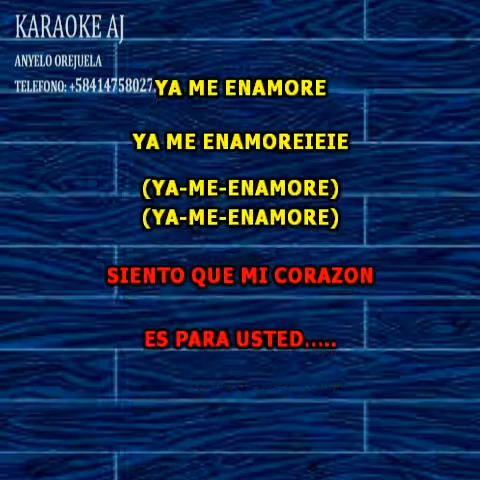 KARAOKE AJ
ANYELO OREJUELA
TELEFONO: +58414758027
YA ME ENAMORE
YA ME ENAMOREIEIE
(YA-ME-ENAMORE)
(YA-ME-ENAMORE)
SIENTO QUE MI CORAZON
ES PARA USTED.....